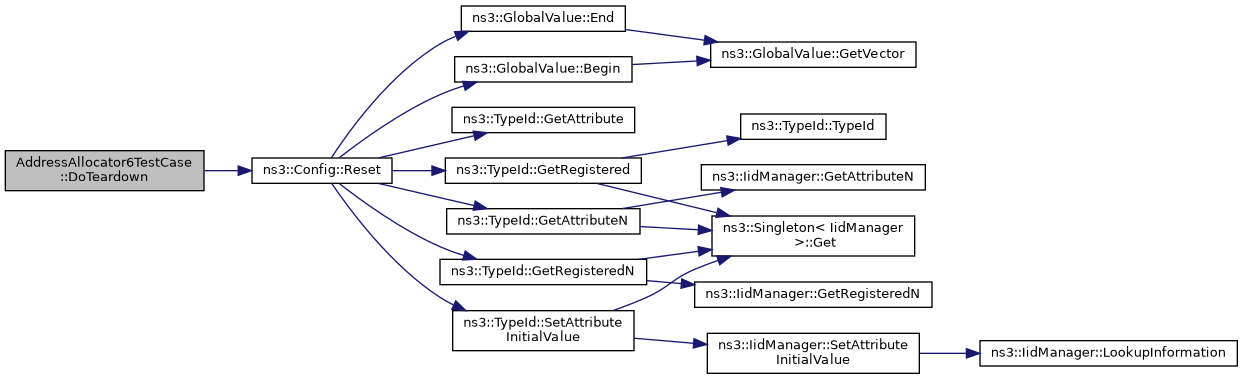 AddressAllocator6TestCase
::DoTeardown
ns3::Config::Reset
ns3::GlobalValue::End
ns3::GlobalValue::Begin
ns3::TypeId::GetAttribute
ns3::TypeId::GetRegistered
ns3::TypeId::GetAttributeN
ns3::TypeId::GetRegisteredN
ns3::TypeId::SetAttribute
InitialValue
ns3::GlobalValue::GetVector
ns3::TypeId::TypeId
ns3::IidManager::GetAttributeN
ns3::Singleton< IidManager
>::Get
ns3::IidManager::GetRegisteredN
ns3::IidManager::SetAttribute
InitialValue
ns3::IidManager::LookupInformation